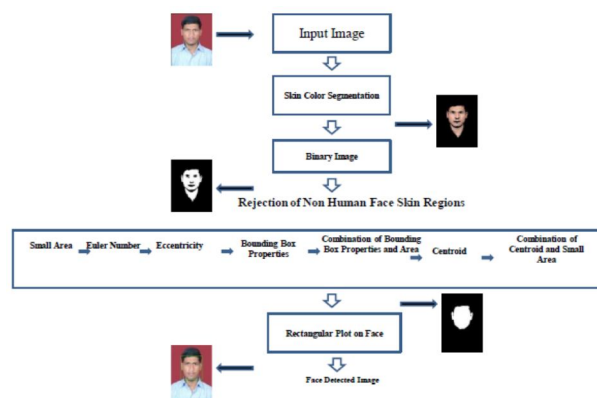 Input Image
Skin Color Segmentation
Binary Image
Rejection of Non Human Face Skin Regions
Small Area
Euler Number
Eccentricity
Bounding Box
Properties
Combination of Bounding
Box Properties and Area
Centroid
Combination of
Centroid and Small
Area
Rectangular Plot on Face
Face Detected Image